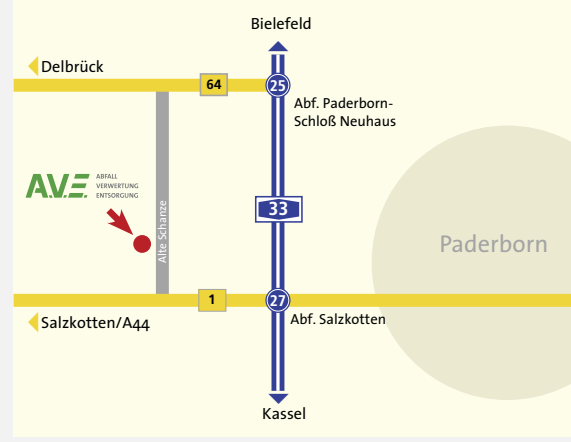 Bielefeld
Delbrück
64
25
Abf. Paderborn-
Schloß Neuhaus
A.V.E.
ABFALL
VERWERTUNG
ENTSORGUNG
Alte Schanze
33
Paderborn
1
27
Salzkotten/A44
Abf. Salzkotten
Kassel